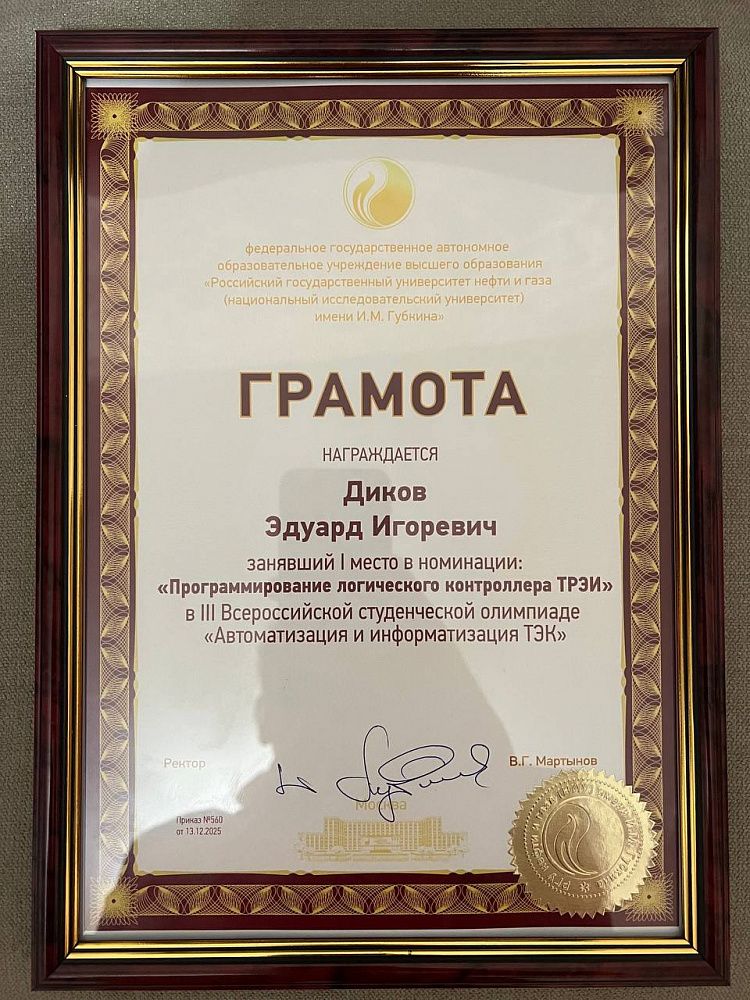 федеральное государственное автономное
образовательное учреждение высшего образования
«Российский государственный университет нефти и газа
(национальный исследовательский университет)
имени И.М. Губкина»
ГРАМОТА
НАГРАЖДАЕТСЯ
Диков
Эдуард Игоревич
занявший I место в номинации:
«Программирование логического контроллера ТРЭИ»
в III Всероссийской студенческой олимпиаде
«Автоматизация и информатизация ТЭК»
Ректор
В.Г. Мартынов
Москва
Приказ №560
от 13.12.2025